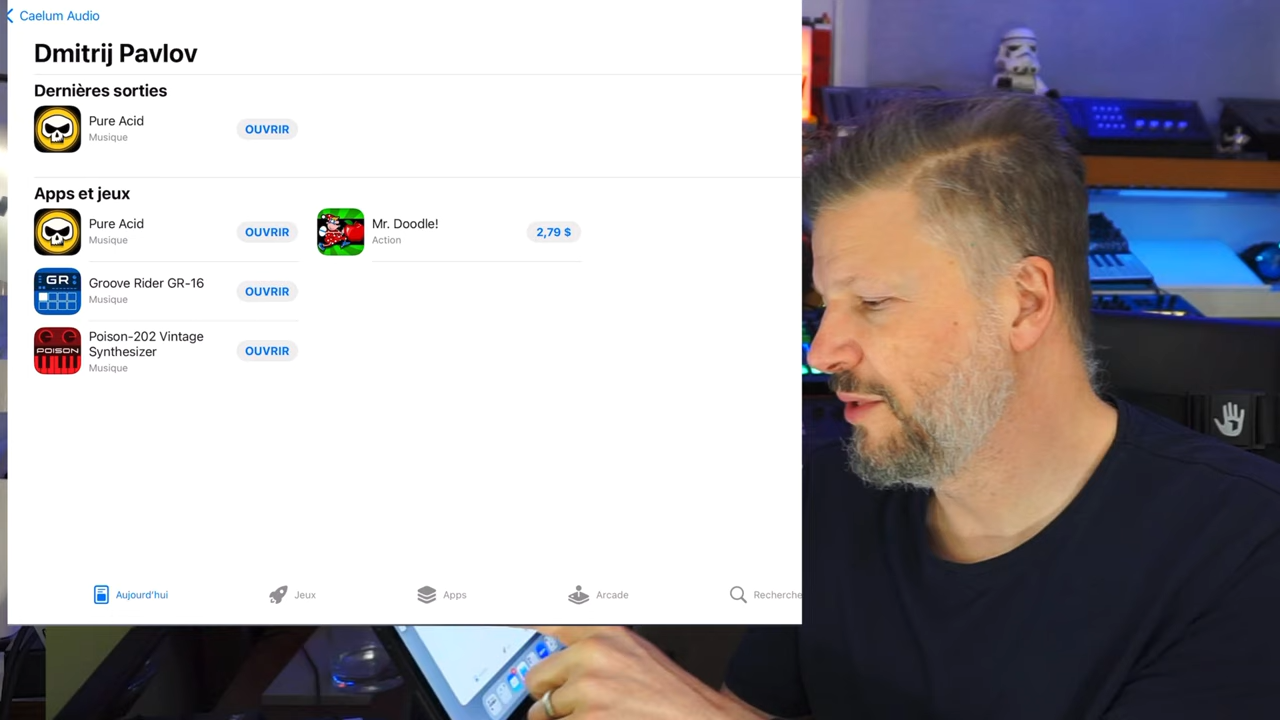 Caelum Audio
Dmitrij Pavlov
Dernières sorties
Pure Acid
Musique
OUVRIR
Apps et jeux
Pure Acid
Musique
OUVRIR
Mr. Doodle!
Action
2,79 $
GR
Groove Rider GR-16
Musique
OUVRIR
POISON
Poison-202 Vintage
Synthesizer
Musique
OUVRIR
Aujourd'hui
Jeux
Apps
Arcade
Recherche